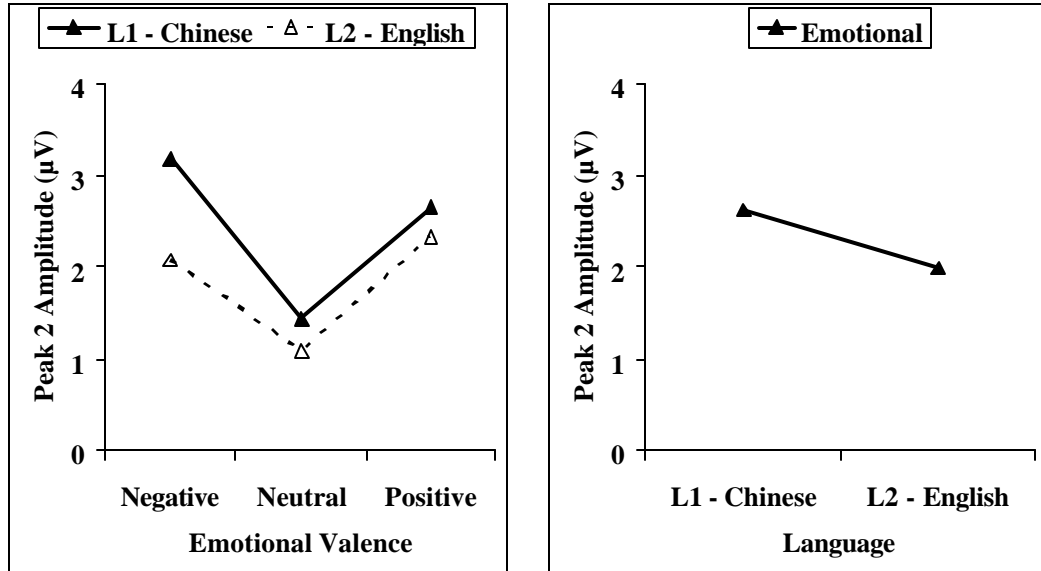 L1 - Chinese L2 - English
4
3
2
1
0
Peak 2 Amplitude (µV)
Negative Neutral Positive
Emotional Valence
Emotional
4
3
2
1
0
Peak 2 Amplitude (µV)
L1 - Chinese L2 - English
Language